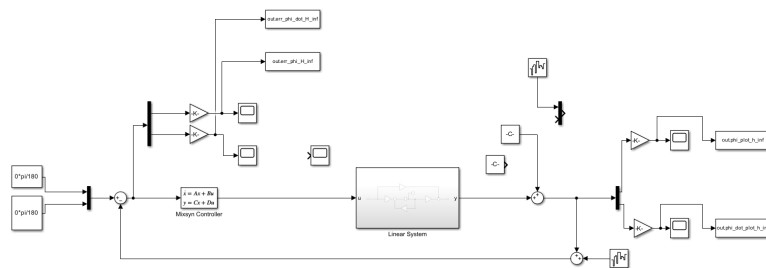 out.err_phi_dot_H_inf
out.err_phi_H_inf
-K-
-K-
-C-
-C-
-K-
out.phi_plot_h_inf
-K-
out.phi_dot_plot_h_in
0*pi/180
0*pi/180
ẋ = Ax + Bu
y = Cx + Du
Mixsyn Controller
u
y
Linear System